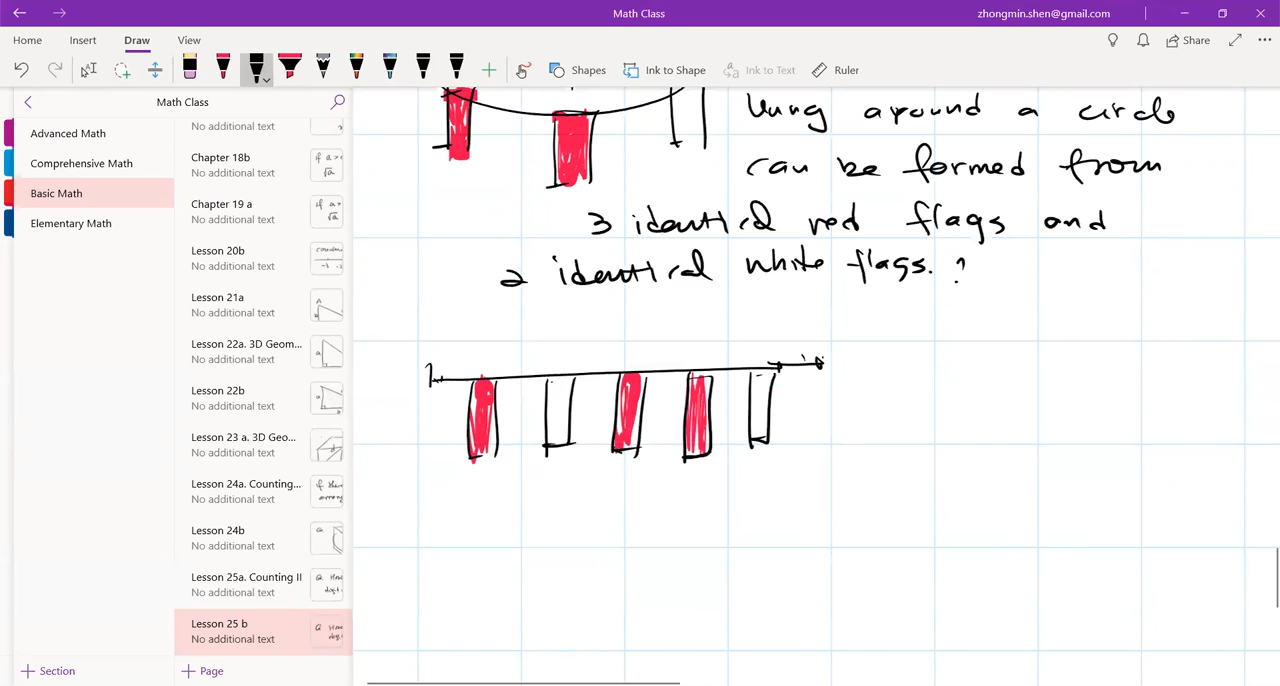 Math Class
zhongmin.shen@gmail.com
Home
Insert
Draw
View
Share
Shapes
Ink to Shape
Ink to Text
Ruler
Math Class
Advanced Math
Comprehensive Math
Basic Math
Elementary Math
No additional text
Chapter 18b
No additional text
Chapter 19 a
No additional text
Lesson 20b
No additional text
Lesson 21a
No additional text
Lesson 22a. 3D Geom...
No additional text
Lesson 22b
No additional text
Lesson 23 a. 3D Geo...
No additional text
Lesson 24a. Counting...
No additional text
Lesson 24b
No additional text
Lesson 25a. Counting II
No additional text
Lesson 25 b
No additional text
Section
Page
hung around a circle
can be formed from
3 identical red flags and
2 identical white flags. ?